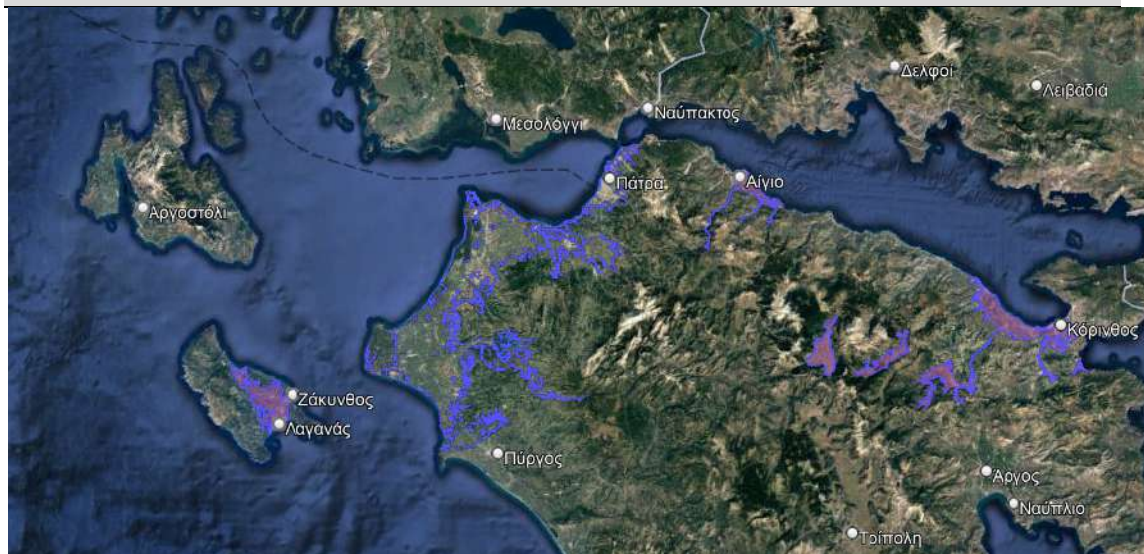 Δελφοί
Λειβαδιά
Ναύπακτος
Μεσολόγγι
Πάτρα
Αίγιο
Αργοστόλι
Κόρινθος
Ζάκυνθος
Λαγανάς
Πύργος
Άργος
Ναύπλιο
Τρίπολη